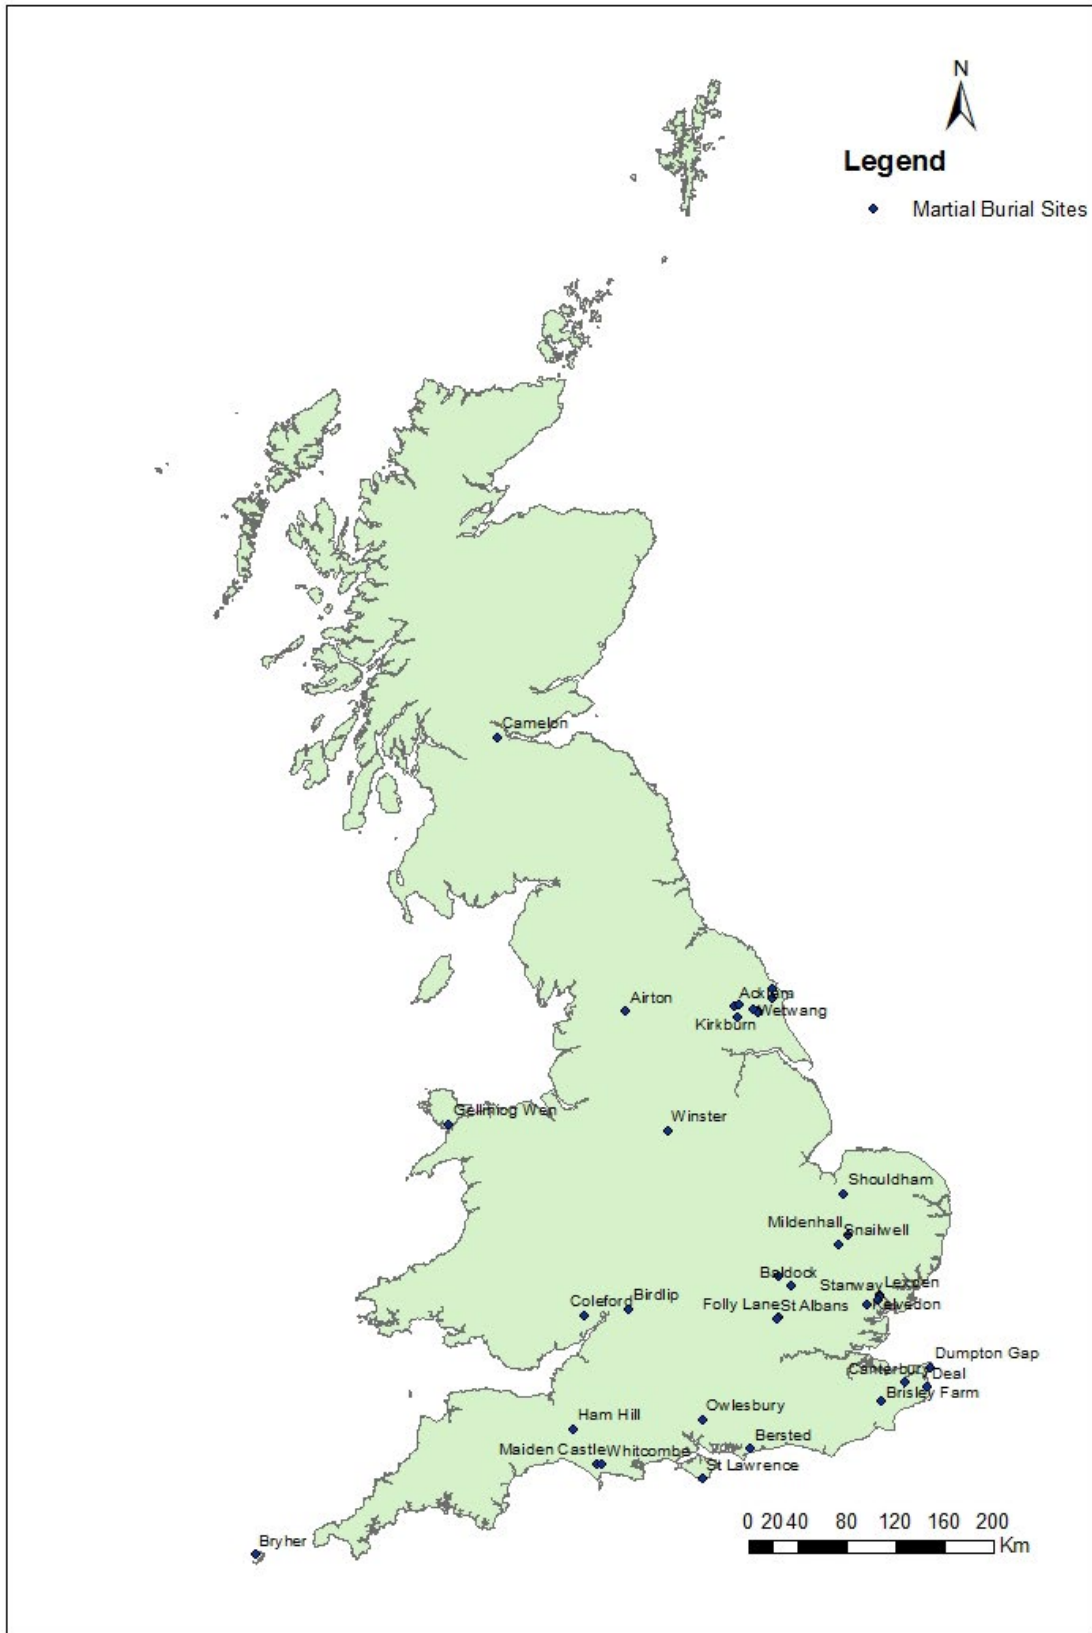 N
Legend
Martial Burial Sites
Camelon
Airton
Acklam
Wetwang
Kirkburn
Gelliniog Wen
Winster
Shouldham
Mildenhall
Snailwell
Baldock
Stanway
Lexden
Coleford
Birdlip
Folly Lane
St Albans
Kelvedon
Dumpton Gap
Canterbury
Deal
Brisley Farm
Owlesbury
Ham Hill
Bersted
Maiden Castle
Whitcombe
St Lawrence
0 20 40 80 120 160 200
Km
Bryher